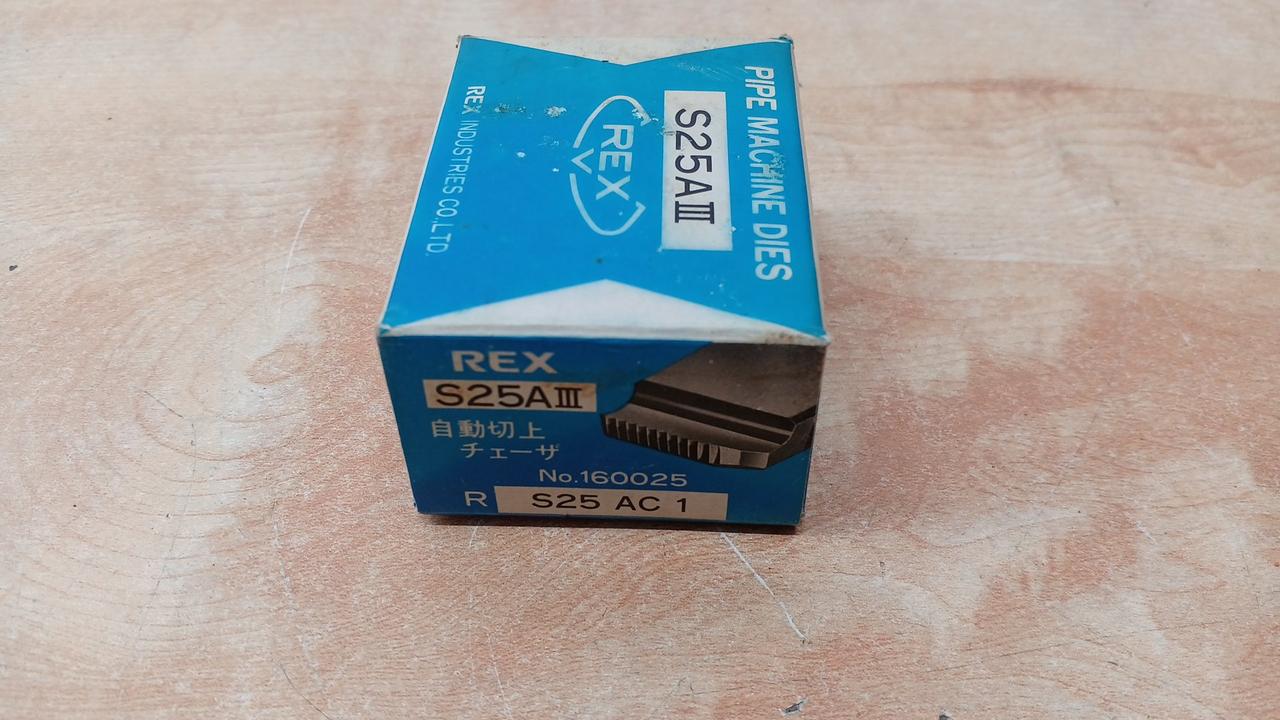 PIPE MACHINE DIES
S25AⅢ
REX
REX INDUSTRIES CO.,LTD.
REX
S25AⅢ
自動切上
チェーザ
No.160025
R S25 AC 1